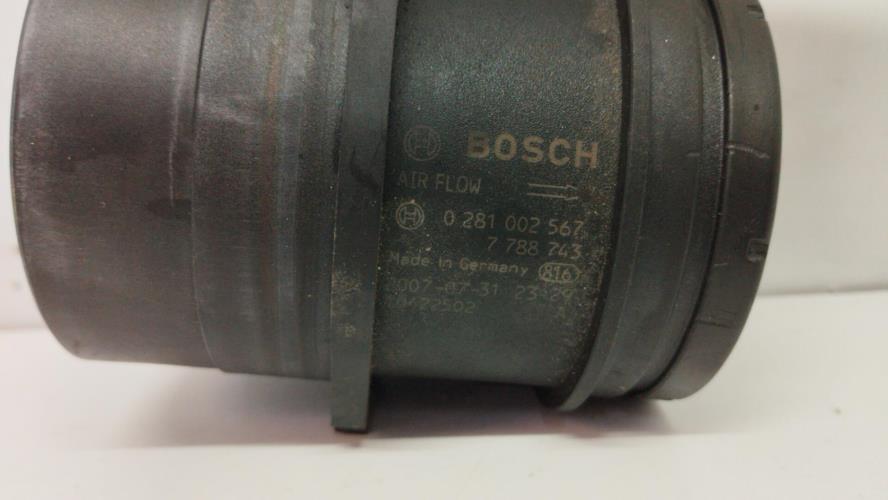 BOSCH
AIR FLOW
0 281 002 567
7 788 743
Made in Germany 816
2007-07-31 23:29